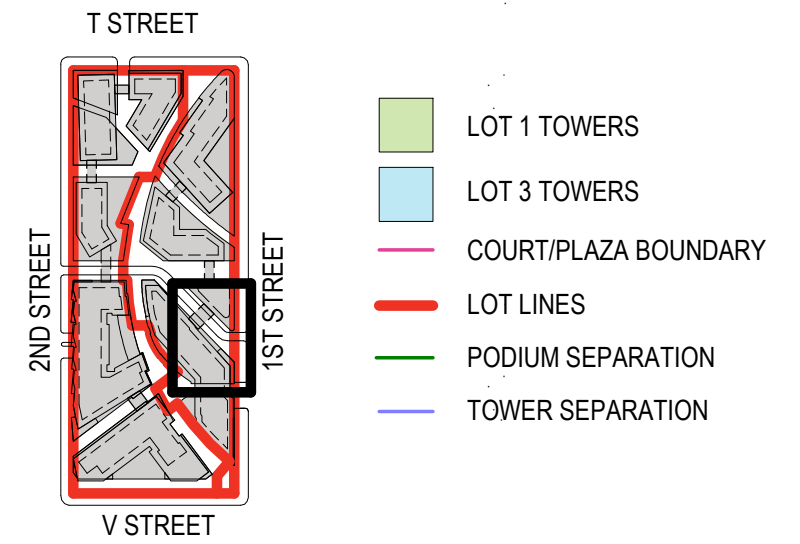 T STREET
2ND STREET
1ST STREET
V STREET
LOT 1 TOWERS
LOT 3 TOWERS
COURT/PLAZA BOUNDARY
LOT LINES
PODIUM SEPARATION
TOWER SEPARATION